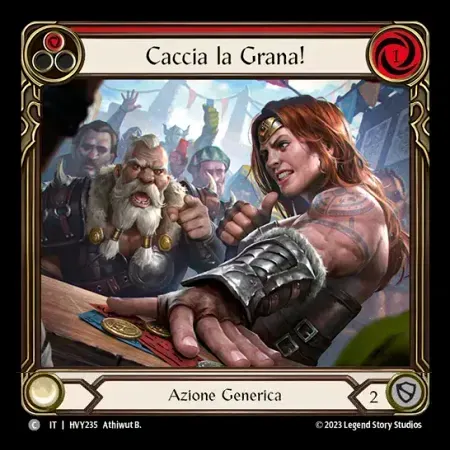 Caccia la Grana!
1
Azione Generica
2
C IT | HVY235 Athiwut B.
© 2023 Legend Story Studios